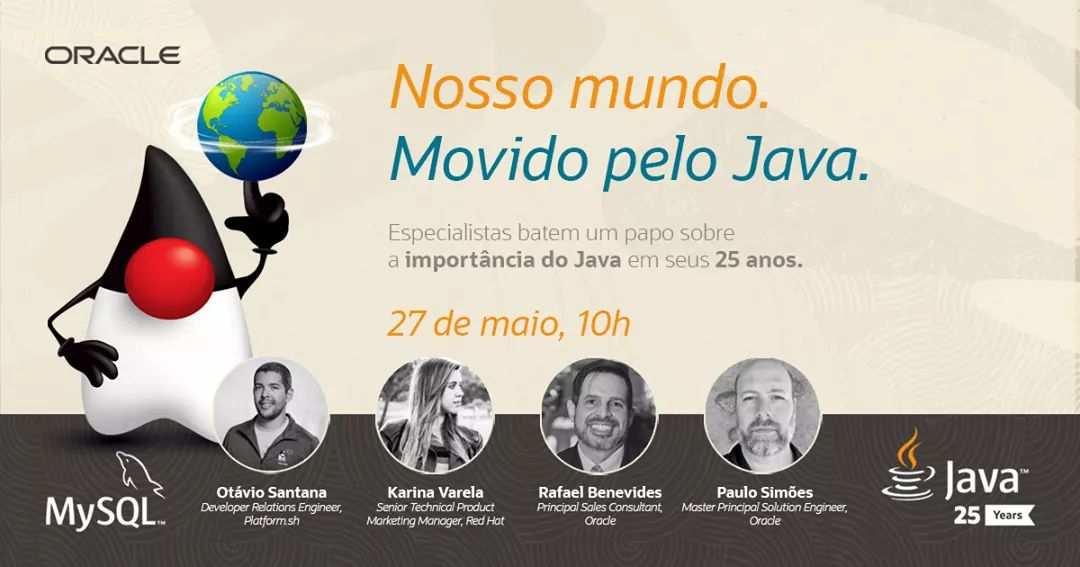 ORACLE
Nosso mundo.
Movido pelo Java.
Especialistas batem um papo sobre
a importância do Java em seus 25 anos.
27 de maio, 10h
MySQL™
Otávio Santana
Developer Relations Engineer,
Platform.sh
Karina Varela
Senior Technical Product
Marketing Manager, Red Hat
Rafael Benevides
Principal Sales Consultant,
Oracle
Paulo Simões
Master Principal Solution Engineer,
Oracle
Java™
25 Years